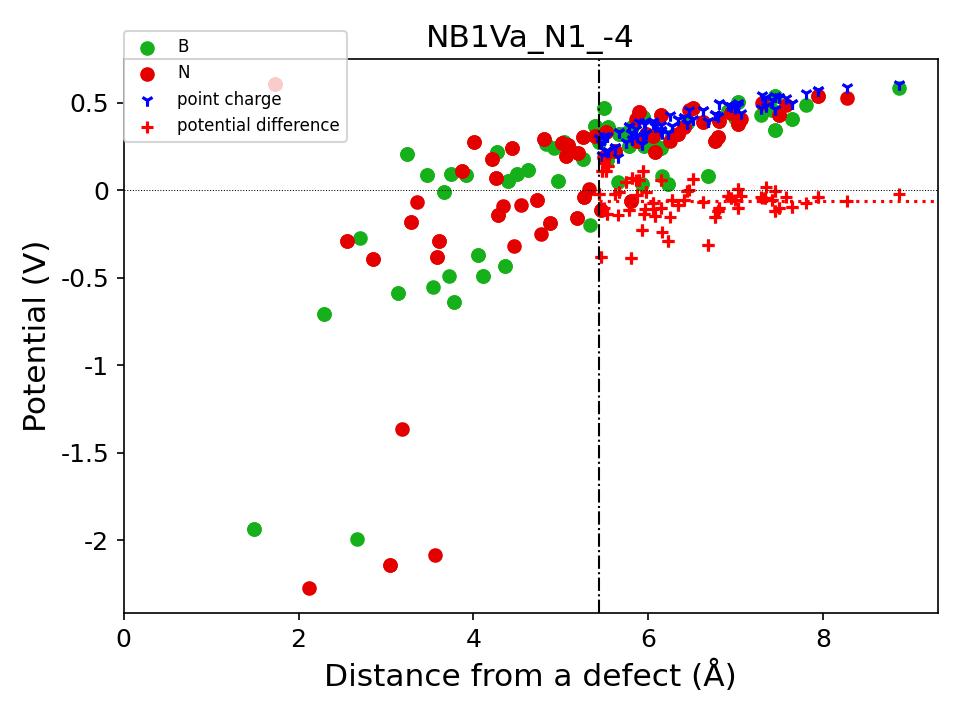 NB1Va_N1_-4
B
N
point charge
potential difference
0.5
0
-0.5
-1
-1.5
-2
Potential (V)
0 2 4 6 8
Distance from a defect (Å)